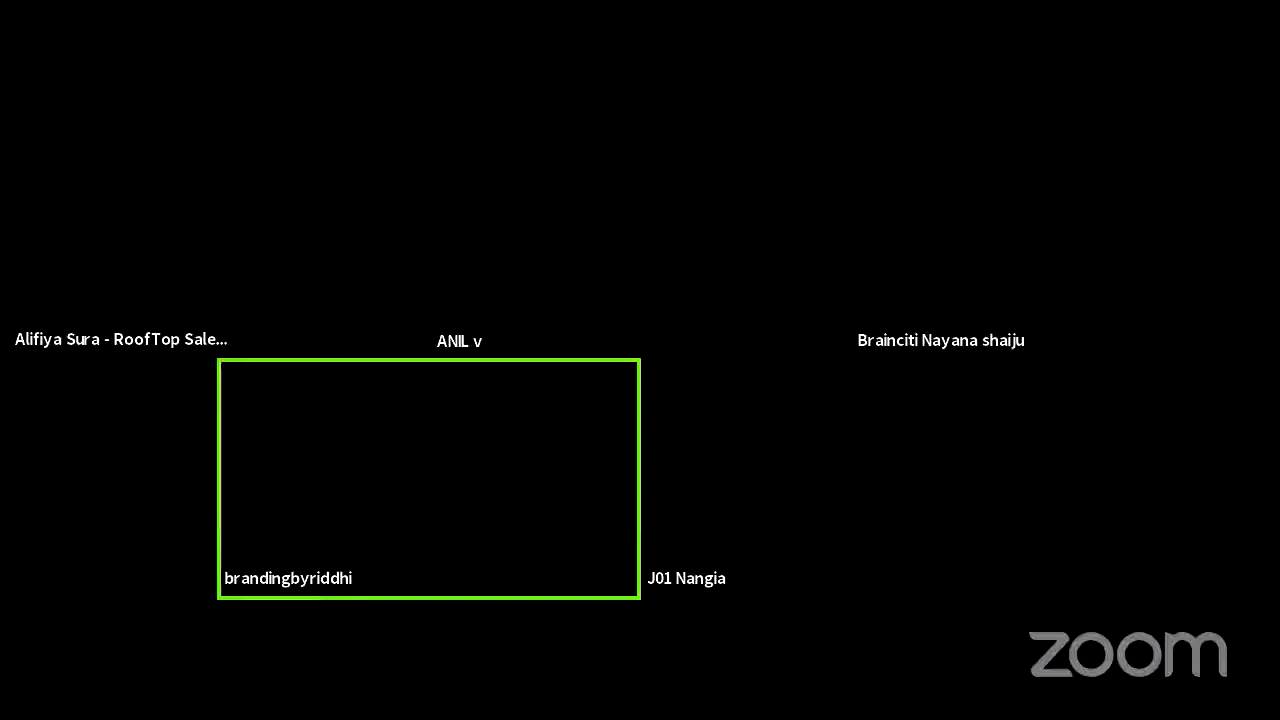 Alifiya Sura - RoofTop Sale...
ANIL v
Brainciti Nayana shaiju
brandingbyriddhi
J01 Nangia
zoom